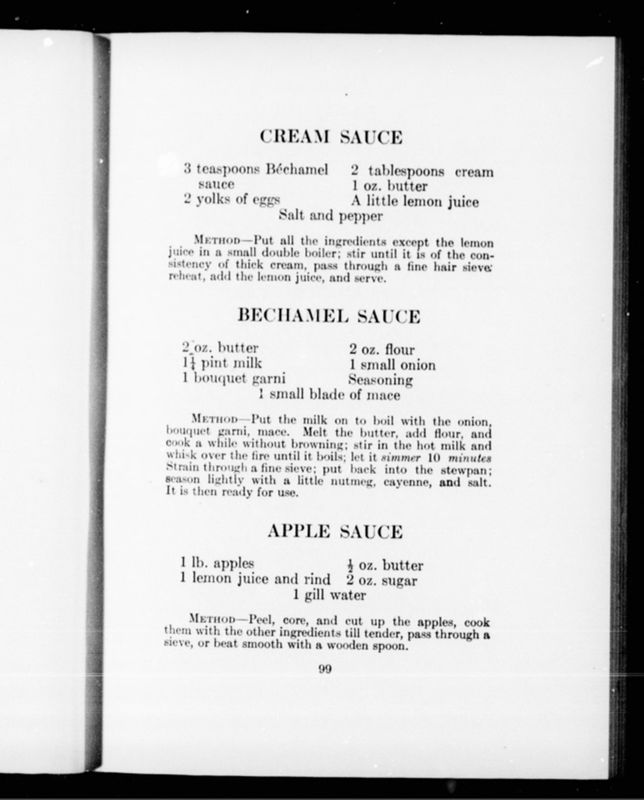 CREAM SAUCE
3 teaspoons Béchamel sauce
2 tablespoons cream
1 oz. butter
2 yolks of eggs
A little lemon juice
Salt and pepper
METHOD—Put all the ingredients except the lemon
juice in a small double boiler; stir until it is of the con-
sistency of thick cream, pass through a fine hair sieve;
reheat, add the lemon juice, and serve.
BECHAMEL SAUCE
2 oz. butter
2 oz. flour
1¼ pint milk
1 small onion
1 bouquet garni
Seasoning
1 small blade of mace
METHOD—Put the milk on to boil with the onion,
bouquet garni, mace. Melt the butter, add flour, and
cook a while without browning; stir in the hot milk and
whisk over the fire until it boils; let it simmer 10 minutes
Strain through a fine sieve; put back into the stewpan;
season lightly with a little nutmeg, cayenne, and salt.
It is then ready for use.
APPLE SAUCE
1 lb. apples
½ oz. butter
1 lemon juice and rind
2 oz. sugar
1 gill water
METHOD—Peel, core, and cut up the apples, cook
them with the other ingredients till tender, pass through a
sieve, or beat smooth with a wooden spoon.
99